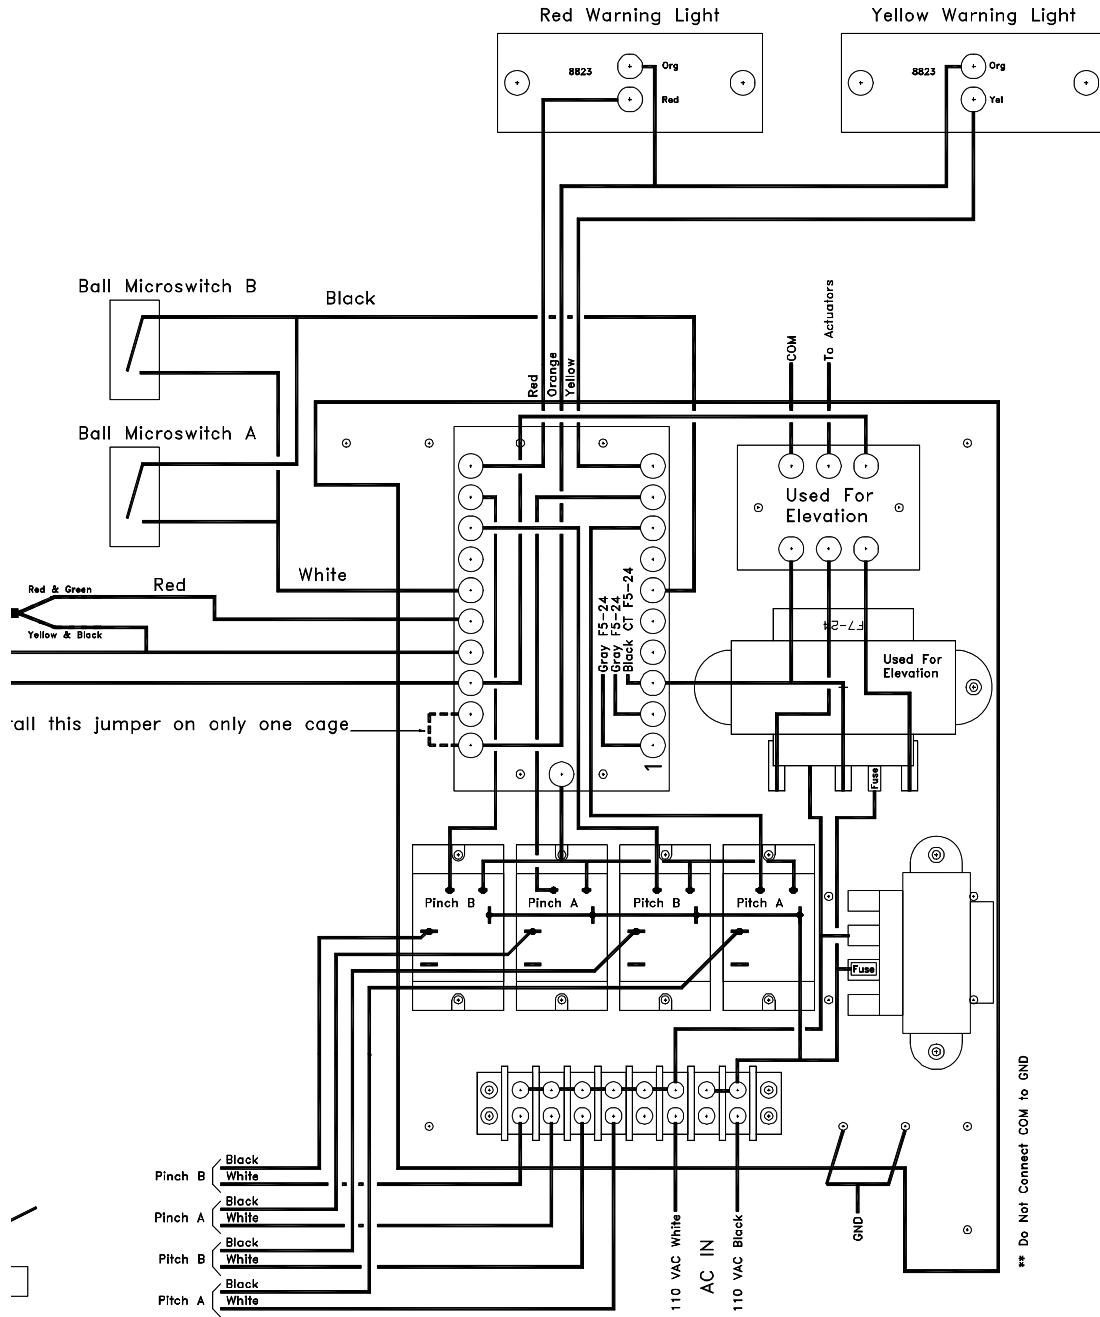 Red Warning Light
Yellow Warning Light
8823
Org
Red
8823
Org
Yel
Ball Microswitch B
Black
To Actuators
COM
Red
Orange
Yellow
Ball Microswitch A
Used For
Elevation
White
Red & Green
Red
Yellow & Black
Gray F5-24
Gray F5-24
Black CT F5-24
F7-24
Used For
Elevation
all this jumper on only one cage
1
Fuse
Pinch B
Pinch A
Pitch B
Pitch A
Fuse
Pinch B
Black
White
Pinch A
Black
White
Pitch B
Black
White
Pitch A
Black
White
110 VAC White
AC IN
110 VAC Black
GND
** Do Not Connect COM to GND